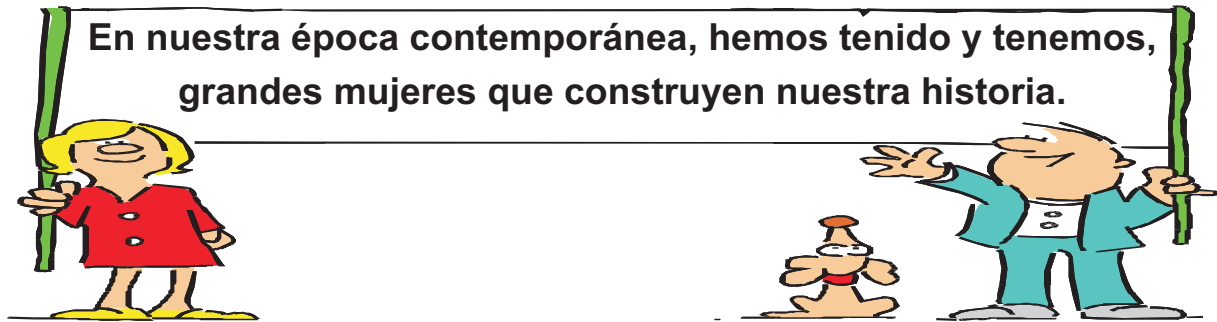 En nuestra época contemporánea, hemos tenido y tenemos,
grandes mujeres que construyen nuestra historia.